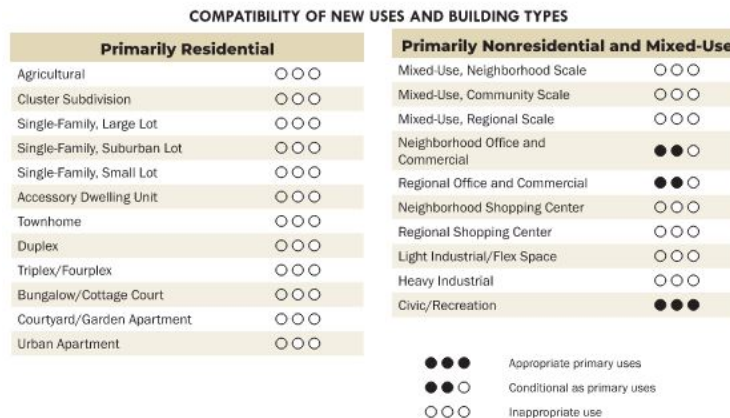 COMPATIBILITY OF NEW USES AND BUILDING TYPES
Primarily Residential
Agricultural ○○○
Cluster Subdivision ○○○
Single-Family, Large Lot ○○○
Single-Family, Suburban Lot ○○○
Single-Family, Small Lot ○○○
Accessory Dwelling Unit ○○○
Townhome ○○○
Duplex ○○○
Triplex/Fourplex ○○○
Bungalow/Cottage Court ○○○
Courtyard/Garden Apartment ○○○
Urban Apartment ○○○
Primarily Nonresidential and Mixed-Use
Mixed-Use, Neighborhood Scale ○○○
Mixed-Use, Community Scale ○○○
Mixed-Use, Regional Scale ○○○
Neighborhood Office and
Commercial ●●○
Regional Office and Commercial ●●○
Neighborhood Shopping Center ○○○
Regional Shopping Center ○○○
Light Industrial/Flex Space ○○○
Heavy Industrial ○○○
Civic/Recreation ●●●
●●● Appropriate primary uses
●●○ Conditional as primary uses
○○○ Inappropriate use